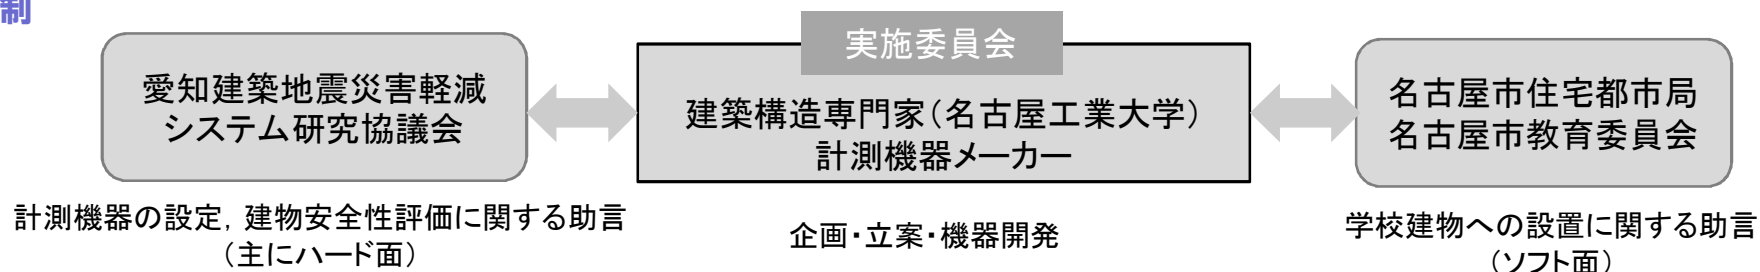 制
実施委員会
愛知建築地震災害軽減
システム研究協議会
建築構造専門家（名古屋工業大学）
計測機器メーカー
名古屋市住宅都市局
名古屋市教育委員会
計測機器の設定，建物安全性評価に関する助言
（主にハード面）
企画・立案・機器開発
学校建物への設置に関する助言
（ソフト面）